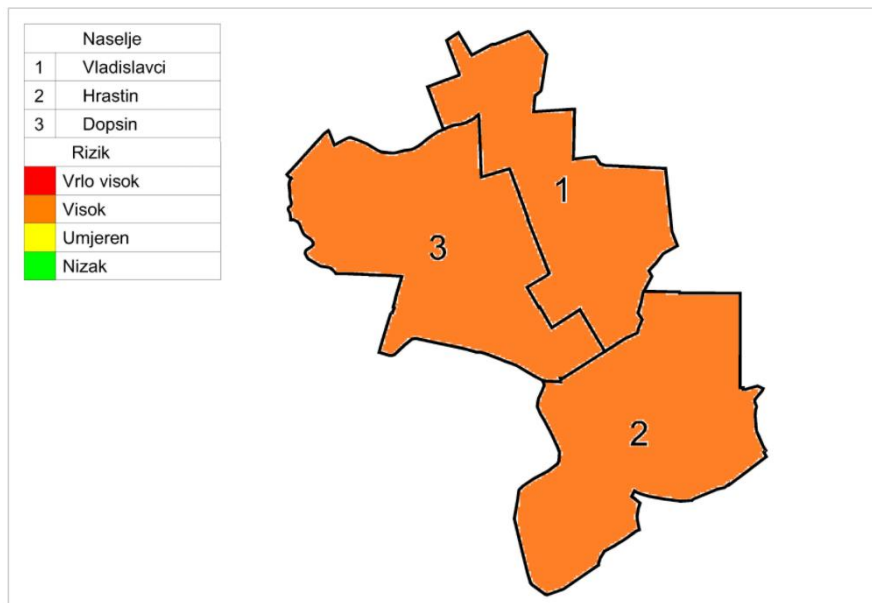 Naselje
1 Vladislavci
2 Hrastin
3 Dopsin
Rizik
Vrlo visok
Visok
Umjeren
Nizak
1
3
2